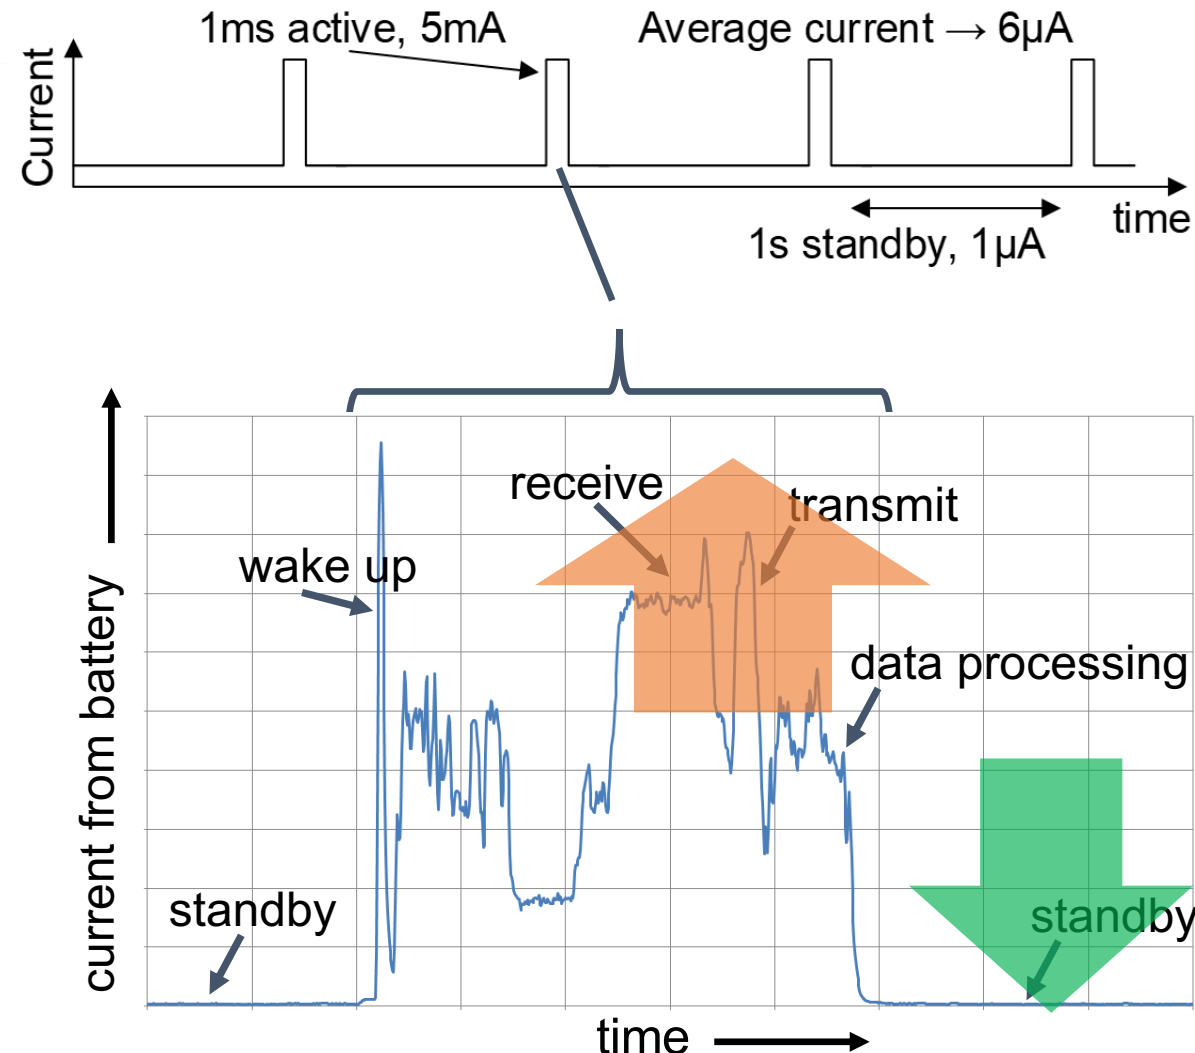 1ms active, 5mA
Average current → 6µA
Current
time
1s standby, 1µA
receive
transmit
wake up
data processing
current from battery
standby
standby
time